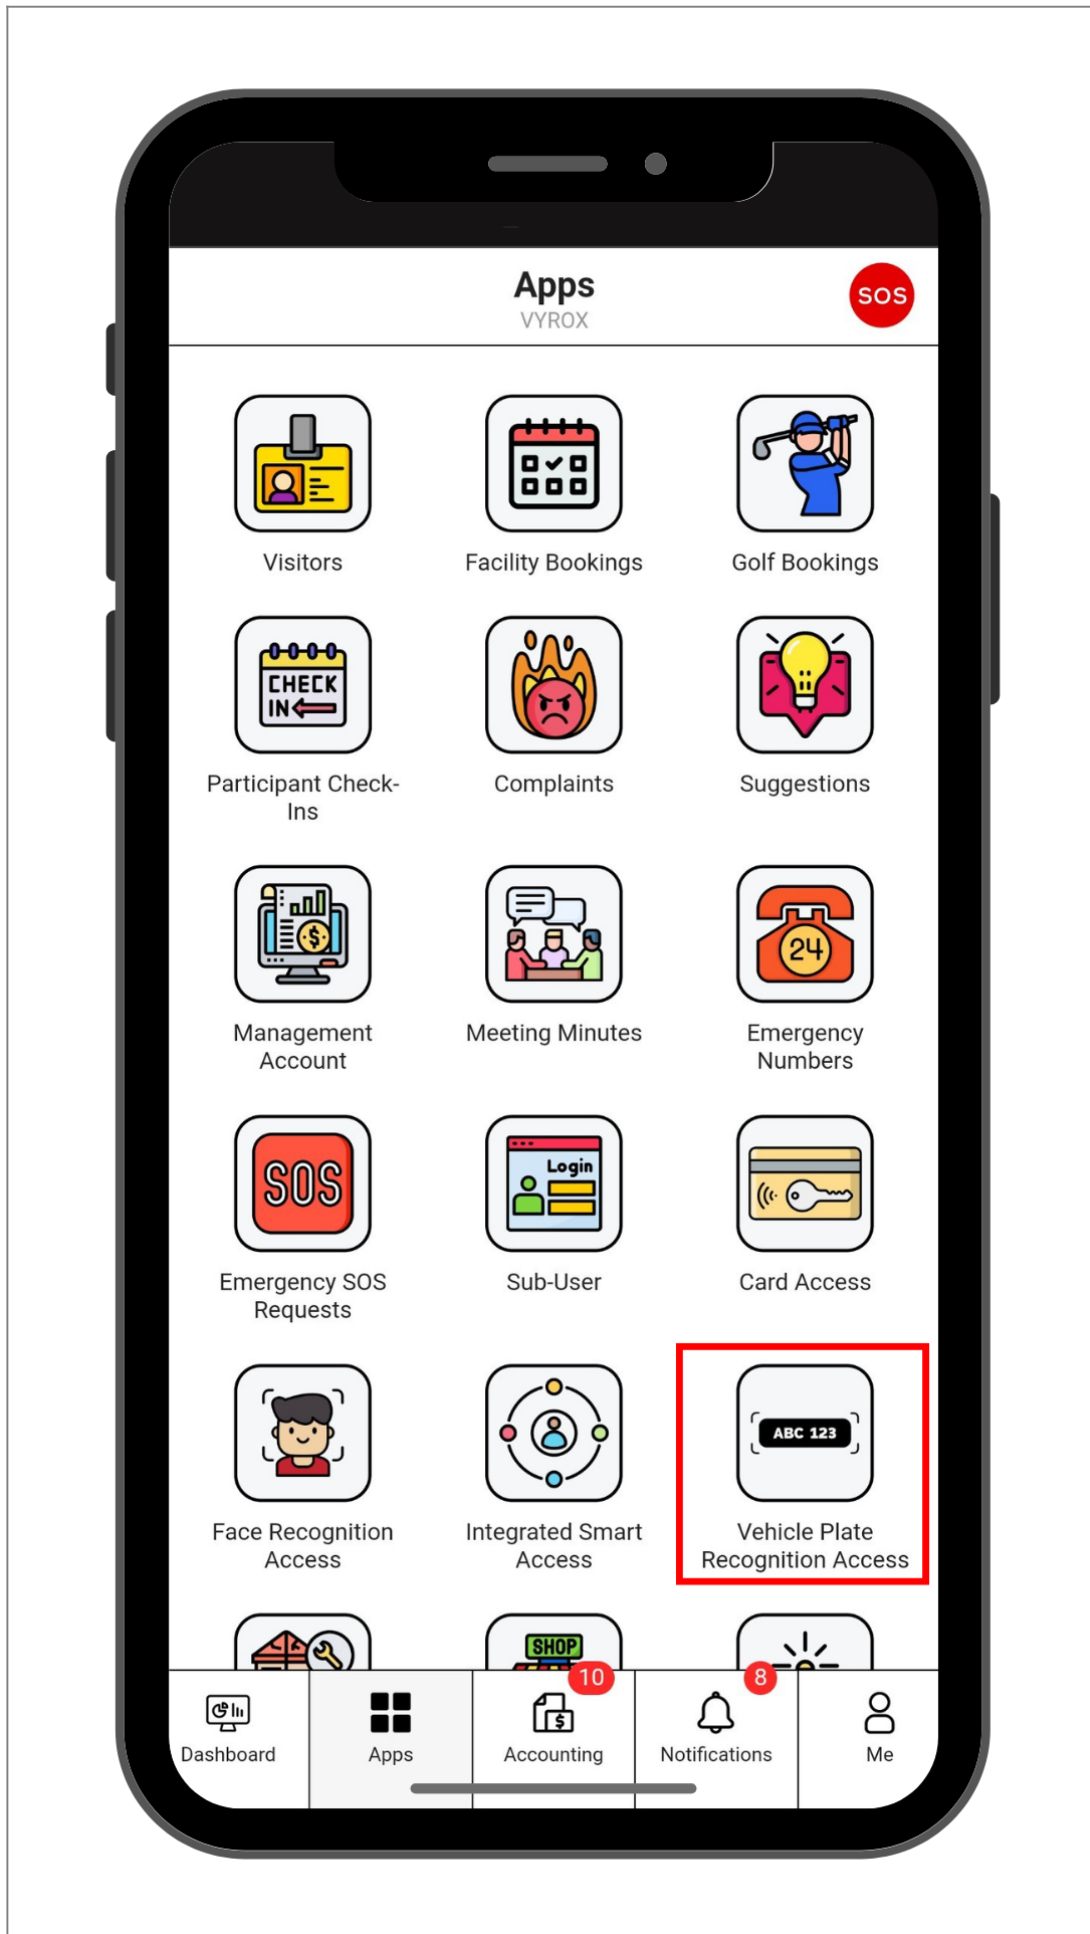 Apps
VYROX
SOS
Visitors
Facility Bookings
Golf Bookings
CHECK
IN
Participant Check-
Ins
Complaints
Suggestions
$
Management
Account
Meeting Minutes
24
Emergency
Numbers
SOS
Emergency SOS
Requests
Login
Sub-User
Card Access
Face Recognition
Access
Integrated Smart
Access
ABC 123
Vehicle Plate
Recognition Access
SHOP
Dashboard
Apps
10
$
Accounting
8
Notifications
Me